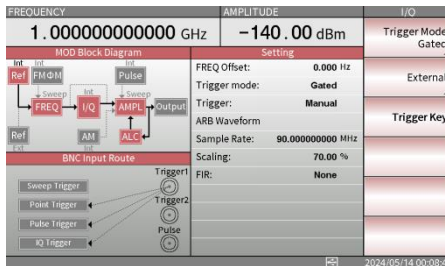 FREQUENCY
AMPLITUDE
I/Q
1.000000000000 GHz
-140.00 dBm
Trigger Mode
Gated
MOD Block Diagram
Setting
Int Int Int
Ref FMΦM Pulse
Sweep Int Sweep
FREQ I/Q AMPL Output
Ref AM ALC
Ext Int
FREQ Offset: 0.000 Hz
Trigger mode: Gated
Trigger: Manual
ARB Waveform
Sample Rate: 90.000000000 MHz
Scaling: 70.00 %
FIR: None
External
Trigger Key
BNC Input Route
Trigger1
Sweep Trigger
Point Trigger
Trigger2
Pulse Trigger
Pulse
IQ Trigger
2024/05/14 00:08:4